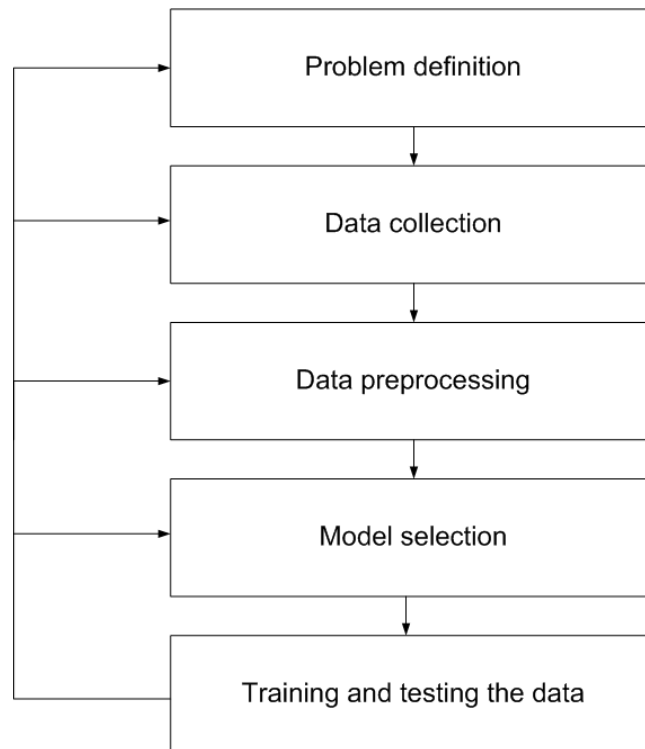 Problem definition
Data collection
Data preprocessing
Model selection
Training and testing the data